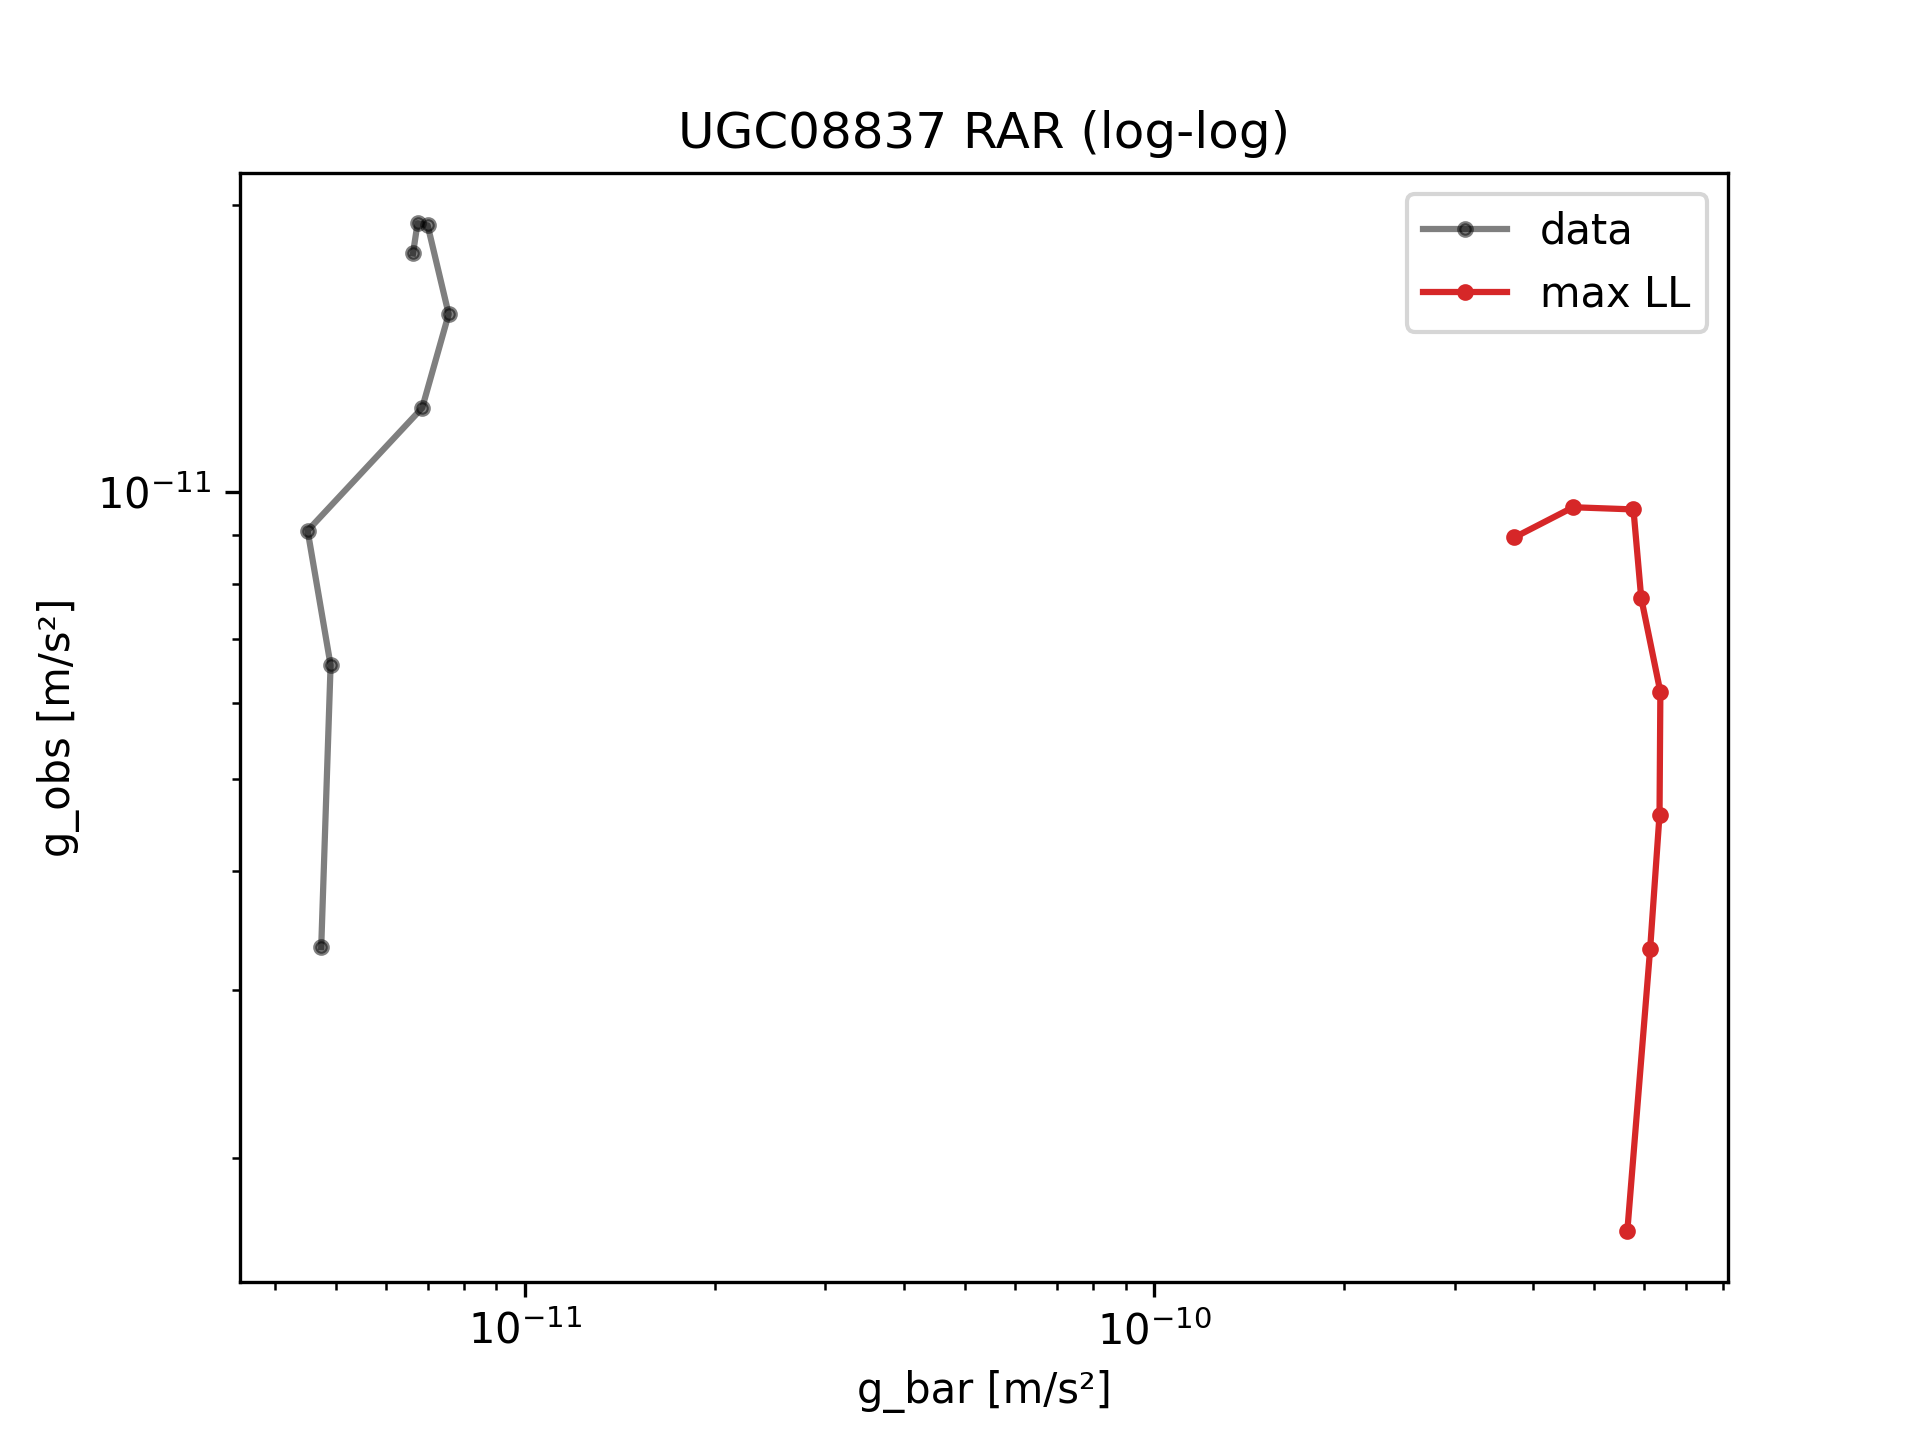 UGC08837 RAR (log-log)
data
max LL
10⁻¹¹
g_obs [m/s²]
10⁻¹¹
10⁻¹⁰
g_bar [m/s²]